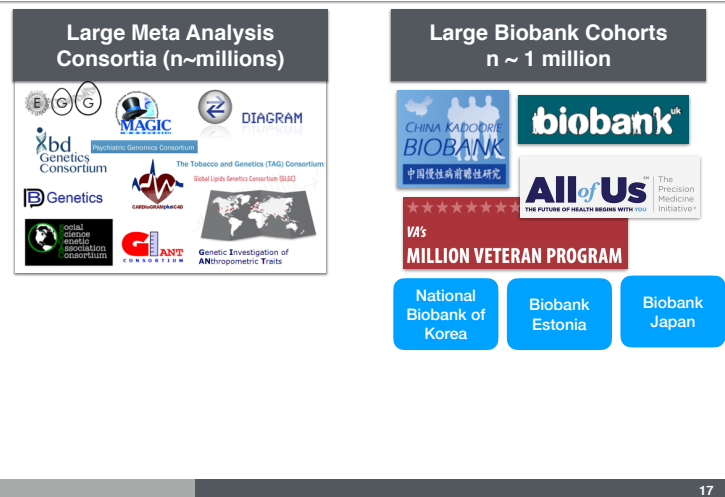 Large Meta Analysis
Consortia (n~millions)
EGG
MAGIC
DIAGRAM
Psychiatric Genomics Consortium
ibd
Genetics
Consortium
The Tobacco and Genetics (TAG) Consortium
Global Lipids Genetics Consortium (GLGC)
CARDIoGRAMplusC4D
B Genetics
Social
Science
Genetic
Association
Consortium
GIANT
CONSORTIUM
Genetic Investigation of
ANthropometric Traits
Large Biobank Cohorts
n ~ 1 million
CHINA KADOORIE
BIOBANK
中国慢性病前瞻性研究
biobank uk
All of Us SM
THE FUTURE OF HEALTH BEGINS WITH YOU
The
Precision
Medicine
Initiative®
VA's
MILLION VETERAN PROGRAM
National
Biobank of
Korea
Biobank
Estonia
Biobank
Japan
17